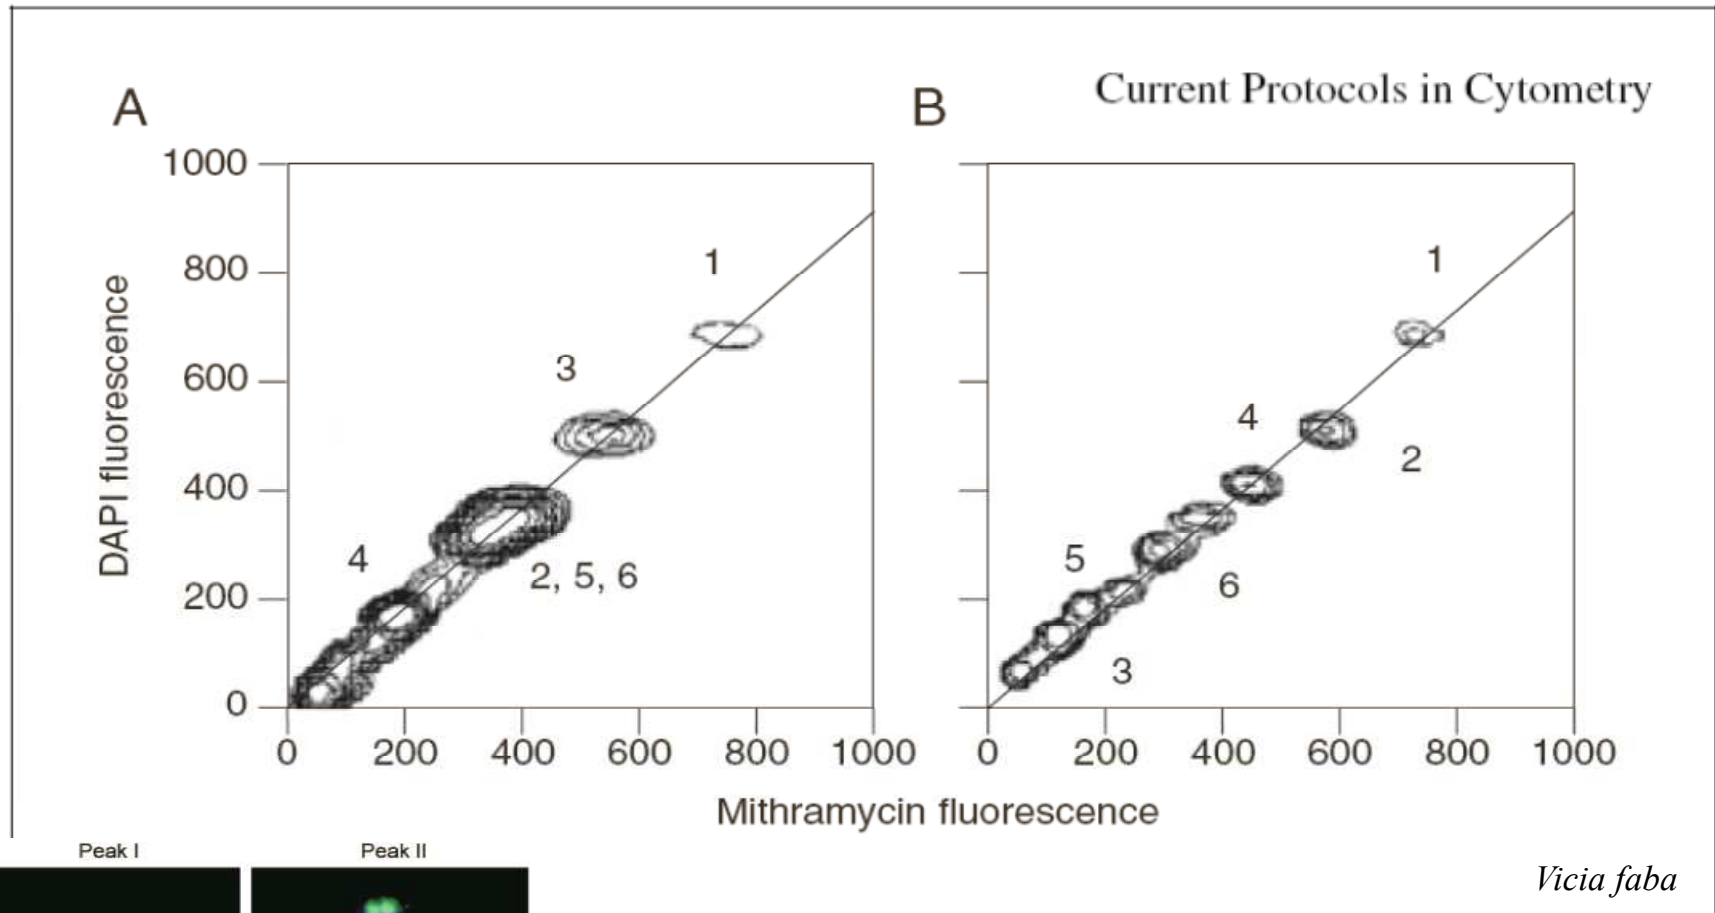 Current Protocols in Cytometry
A
B
1000
800
600
400
200
0
DAPI fluorescence
1
3
4
2, 5, 6
0 200 400 600 800 1000
1
4
2
5
6
3
0 200 400 600 800 1000
Mithramycin fluorescence
Peak I
Peak II
Vicia faba